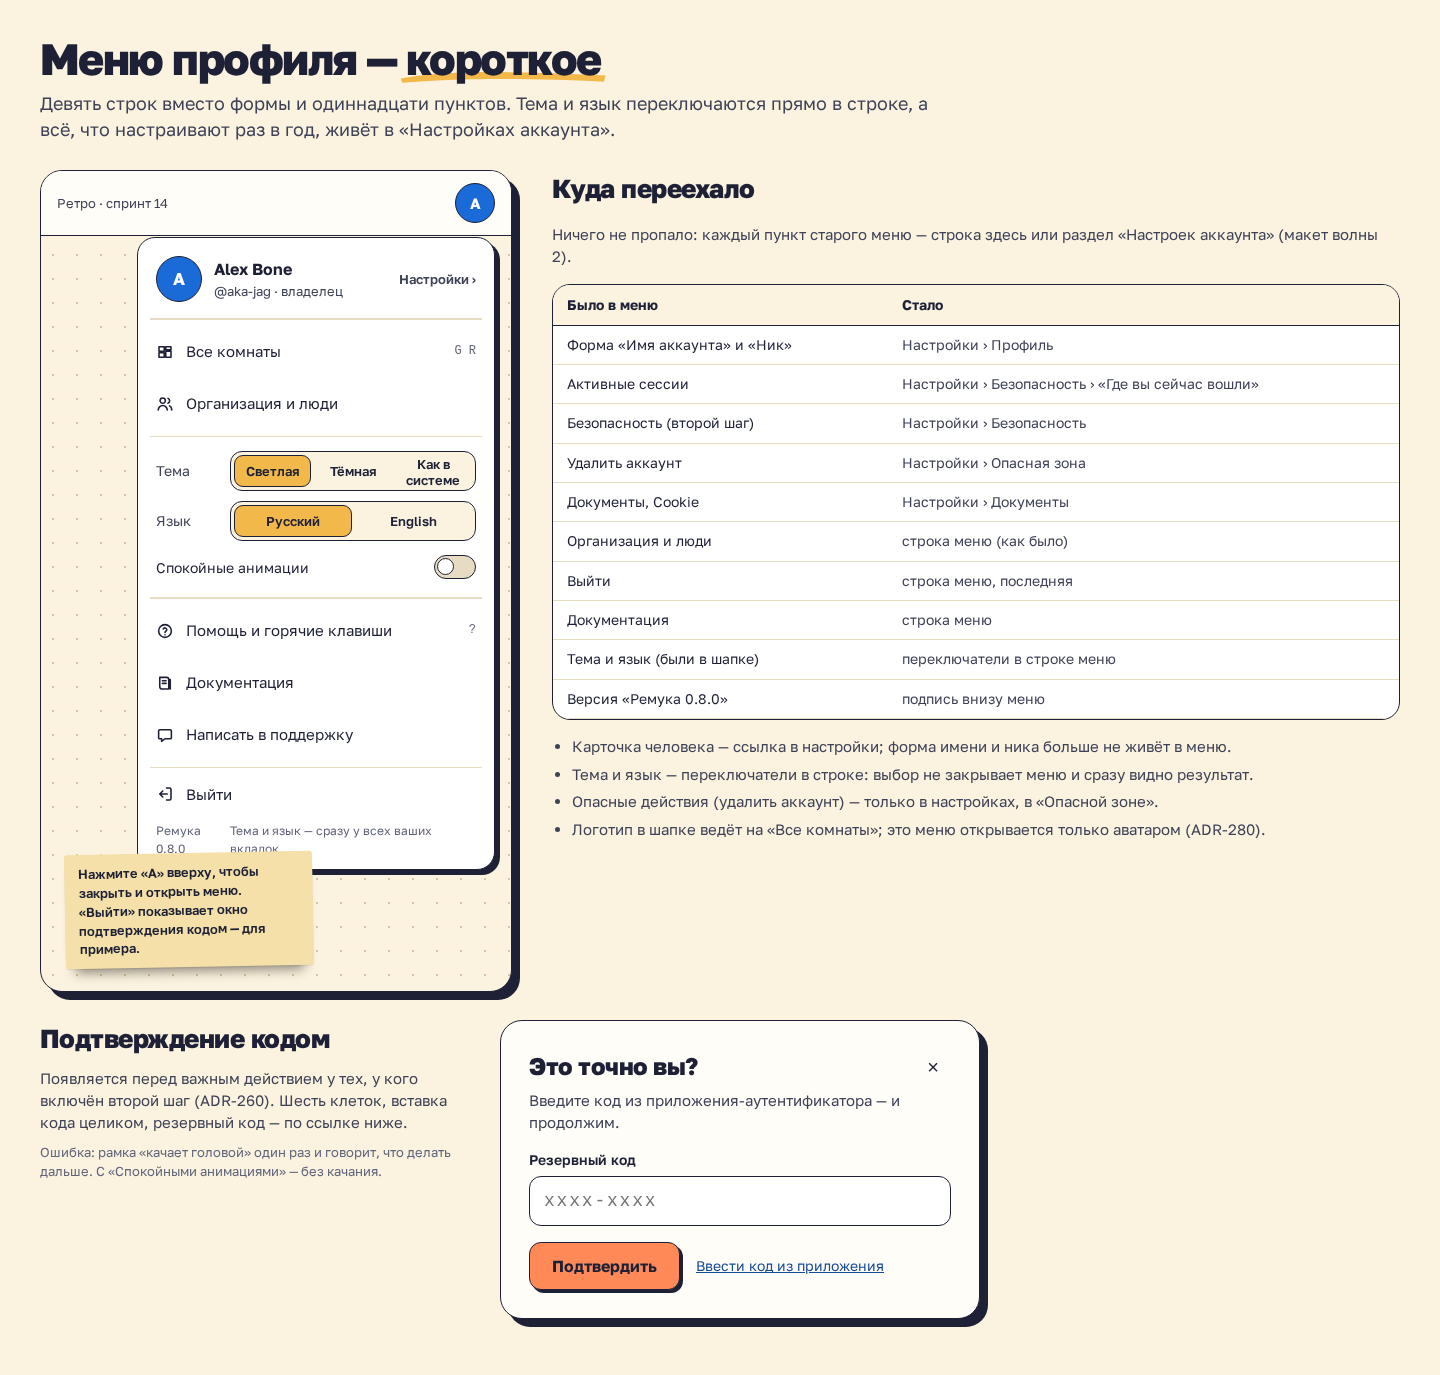 Меню профиля — короткое
Девять строк вместо формы и одиннадцати пунктов. Тема и язык переключаются прямо в строке, а
всё, что настраивают раз в год, живёт в «Настройках аккаунта».
Ретро · спринт 14
A
A
Alex Bone
@aka-jag · владелец
Настройки ›
Все комнаты
G R
Организация и люди
Тема
Светлая
Тёмная
Как в
системе
Язык
Русский
English
Спокойные анимации
Помощь и горячие клавиши
?
Документация
Написать в поддержку
Выйти
Ремука
0.8.0
Тема и язык — сразу у всех ваших
вкладок
Нажмите «А» вверху, чтобы
закрыть и открыть меню.
«Выйти» показывает окно
подтверждения кодом — для
примера.
Куда переехало
Ничего не пропало: каждый пункт старого меню — строка здесь или раздел «Настроек аккаунта» (макет волны
2).
Было в меню
Стало
Форма «Имя аккаунта» и «Ник»
Настройки › Профиль
Активные сессии
Настройки › Безопасность › «Где вы сейчас вошли»
Безопасность (второй шаг)
Настройки › Безопасность
Удалить аккаунт
Настройки › Опасная зона
Документы, Cookie
Настройки › Документы
Организация и люди
строка меню (как было)
Выйти
строка меню, последняя
Документация
строка меню
Тема и язык (были в шапке)
переключатели в строке меню
Версия «Ремука 0.8.0»
подпись внизу меню
• Карточка человека — ссылка в настройки; форма имени и ника больше не живёт в меню.
• Тема и язык — переключатели в строке: выбор не закрывает меню и сразу видно результат.
• Опасные действия (удалить аккаунт) — только в настройках, в «Опасной зоне».
• Логотип в шапке ведёт на «Все комнаты»; это меню открывается только аватаром (ADR-280).
Подтверждение кодом
Появляется перед важным действием у тех, у кого
включён второй шаг (ADR-260). Шесть клеток, вставка
кода целиком, резервный код — по ссылке ниже.
Ошибка: рамка «качает головой» один раз и говорит, что делать
дальше. С «Спокойными анимациями» — без качания.
Это точно вы?
×
Введите код из приложения-аутентификатора — и
продолжим.
Резервный код
XXXX-XXXX
Подтвердить
Ввести код из приложения